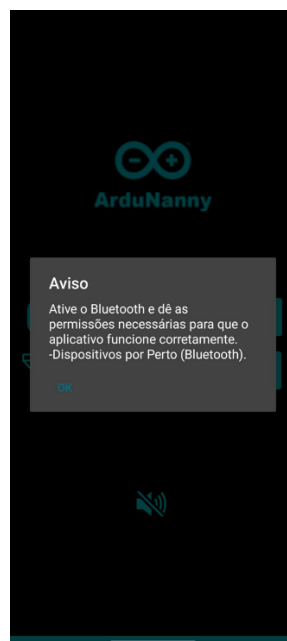 ArduNanny
Aviso
Ative o Bluetooth e dê as
permissões necessárias para que o
aplicativo funcione corretamente.
-Dispositivos por Perto (Bluetooth).
OK